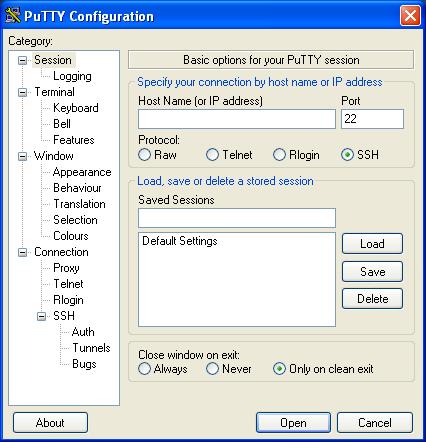 PuTTY Configuration
Category:
Session
Logging
Terminal
Keyboard
Bell
Features
Window
Appearance
Behaviour
Translation
Selection
Colours
Connection
Proxy
Telnet
Rlogin
SSH
Auth
Tunnels
Bugs
Basic options for your PuTTY session
Specify your connection by host name or IP address
Host Name (or IP address) Port
22
Protocol:
Raw Telnet Rlogin SSH
Load, save or delete a stored session
Saved Sessions
Default Settings
Load
Save
Delete
Close window on exit:
Always Never Only on clean exit
About Open Cancel